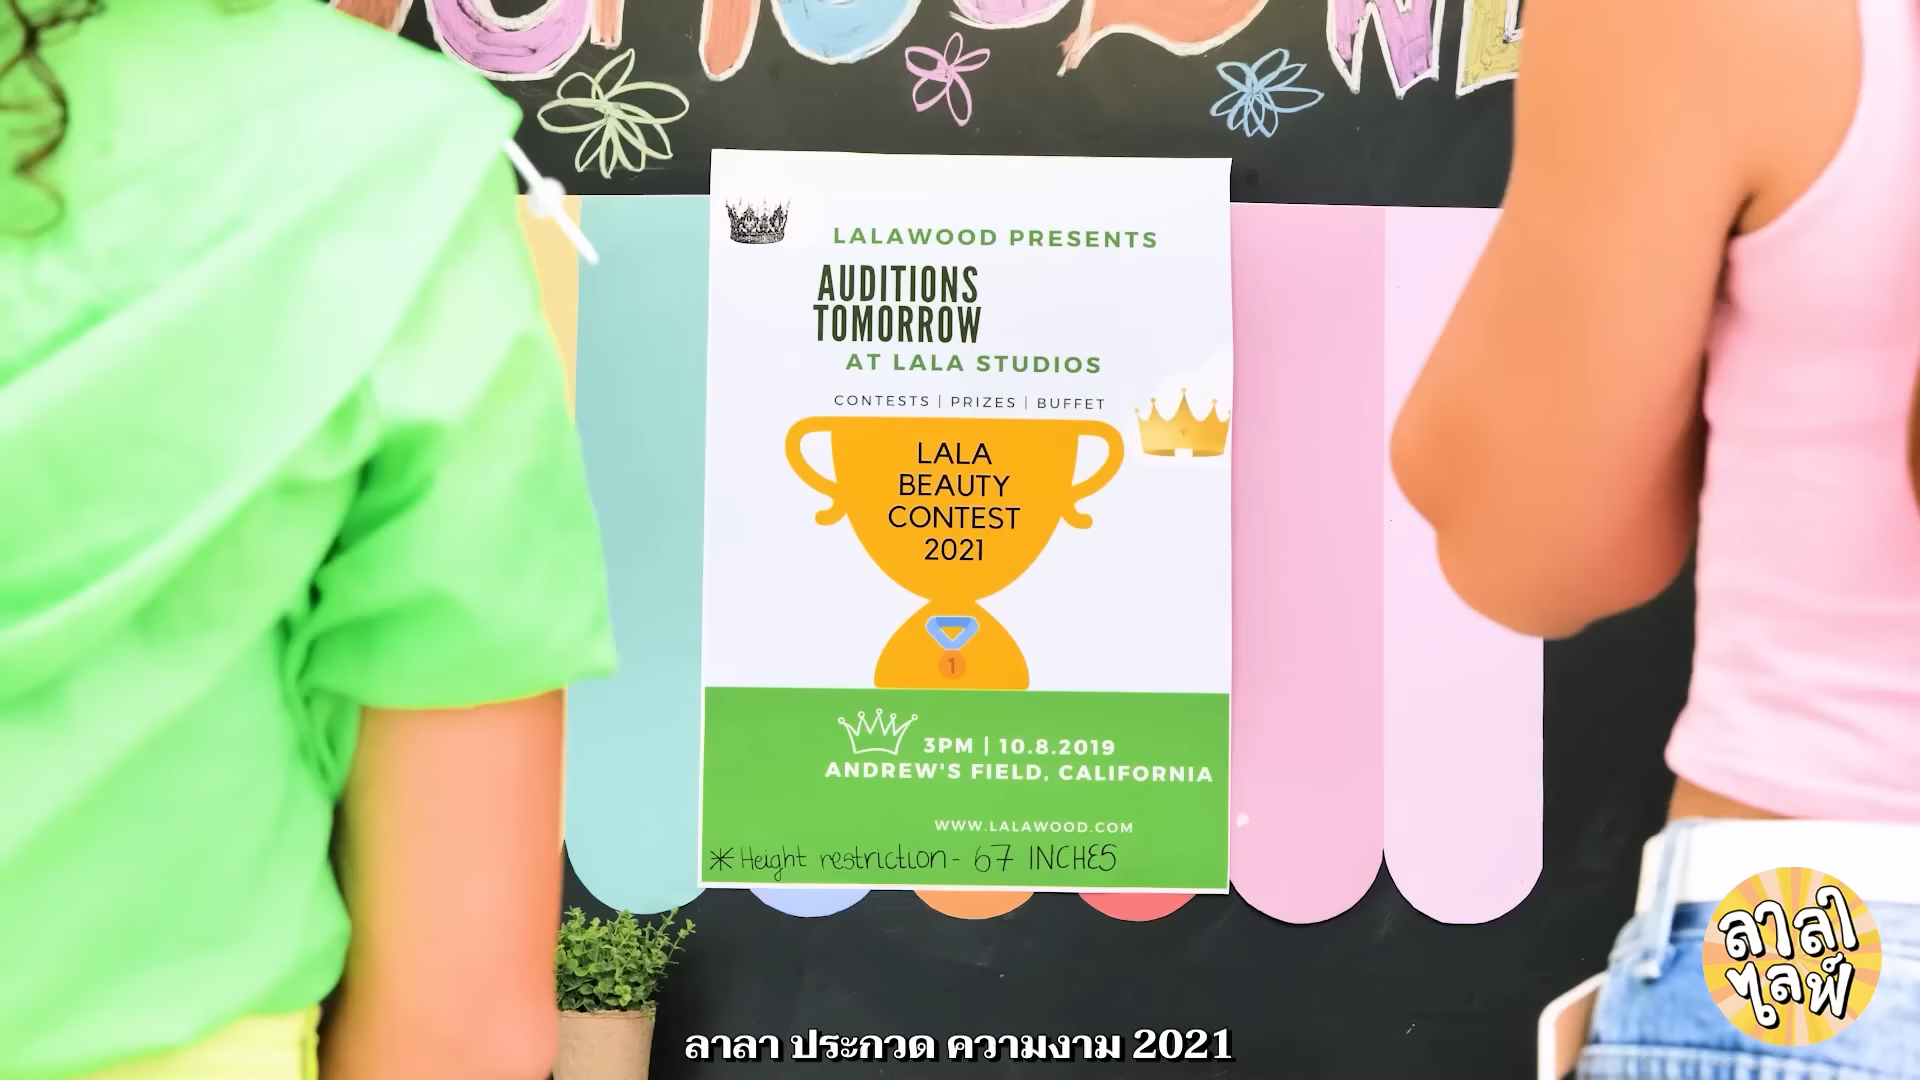 LALAWOOD PRESENTS
AUDITIONS
TOMORROW
AT LALA STUDIOS
CONTESTS | PRIZES | BUFFET
LALA
BEAUTY
CONTEST
2021
1
3PM | 10.8.2019
ANDREW'S FIELD, CALIFORNIA
WWW.LALAWOOD.COM
* Height restriction - 67 INCHES
ลาลา
ไลฟ์
ลาลา ประกวด ความงาม 2021